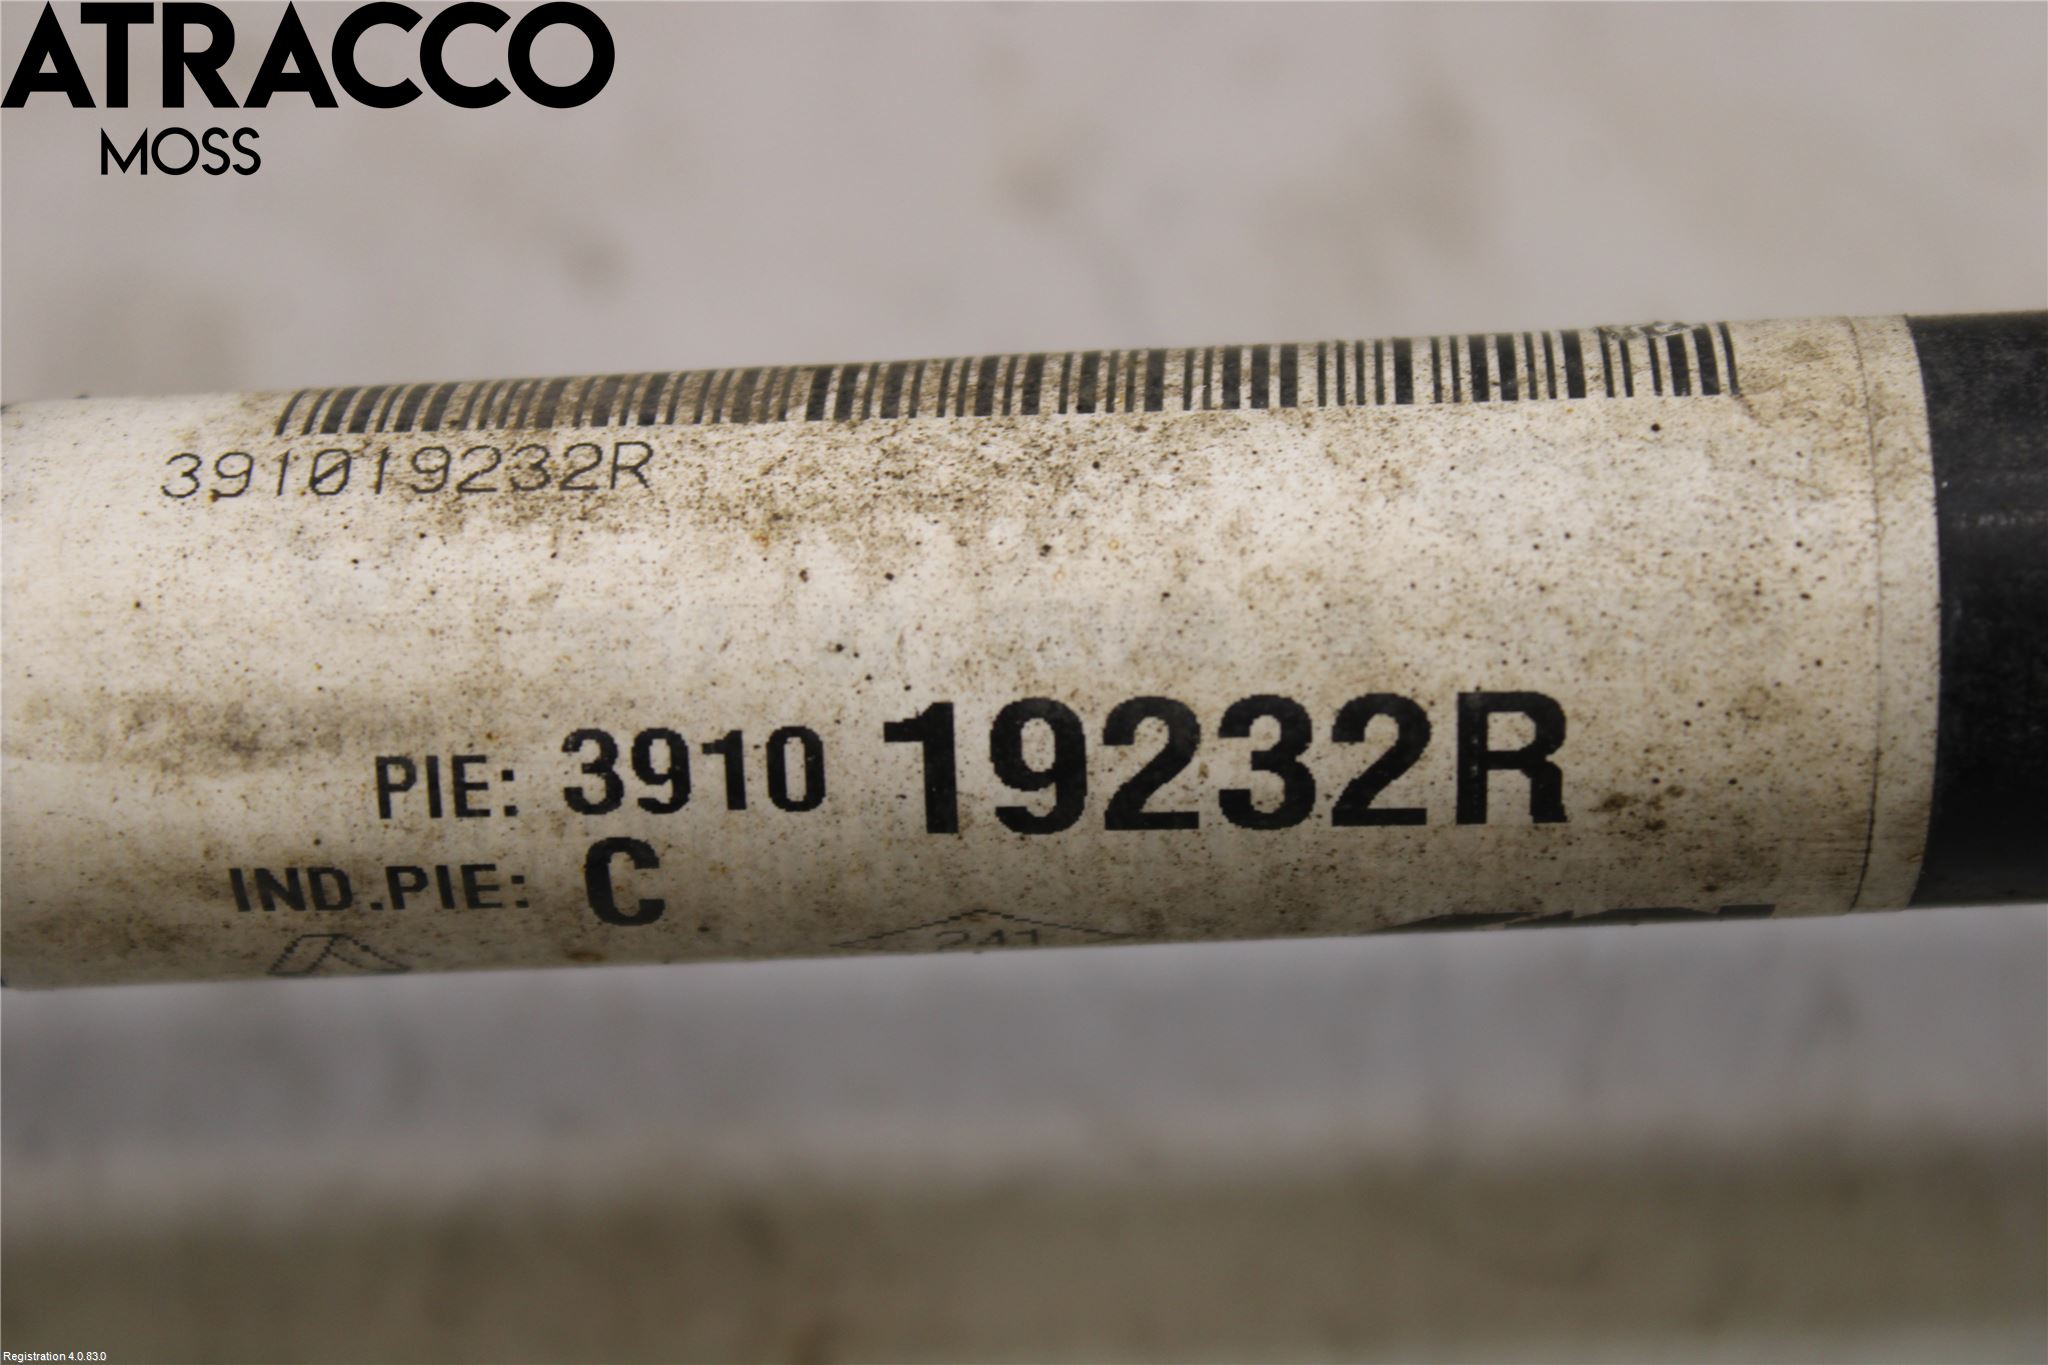 ATRACCO
MOSS
391019232R
PIE: 3910 19232R
IND.PIE: C
241
Registration 4.0.83.0